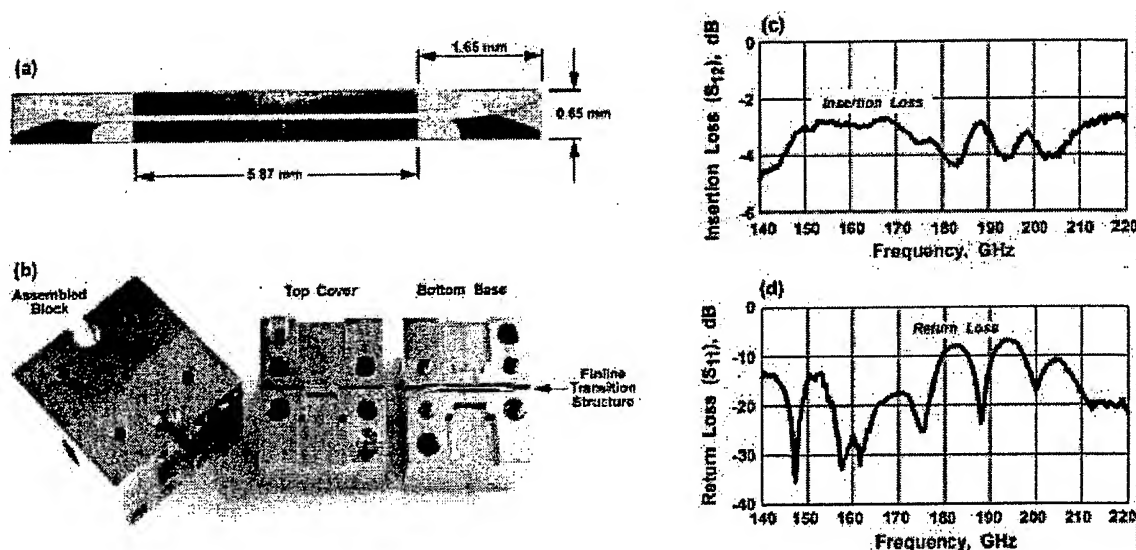 (a)
1.65 mm
0.65 mm
5.87 mm
(b)
Assembled
Block
Top Cover
Bottom Base
Finline
Transition
Structure
(c)
Insertion Loss (S12), dB
0
-2
-4
-6
Insertion Loss
140 150 160 170 180 190 200 210 220
Frequency, GHz
(d)
Return Loss (S11), dB
0
-10
-20
-30
-40
Return Loss
140 150 160 170 180 190 200 210 220
Frequency, GHz